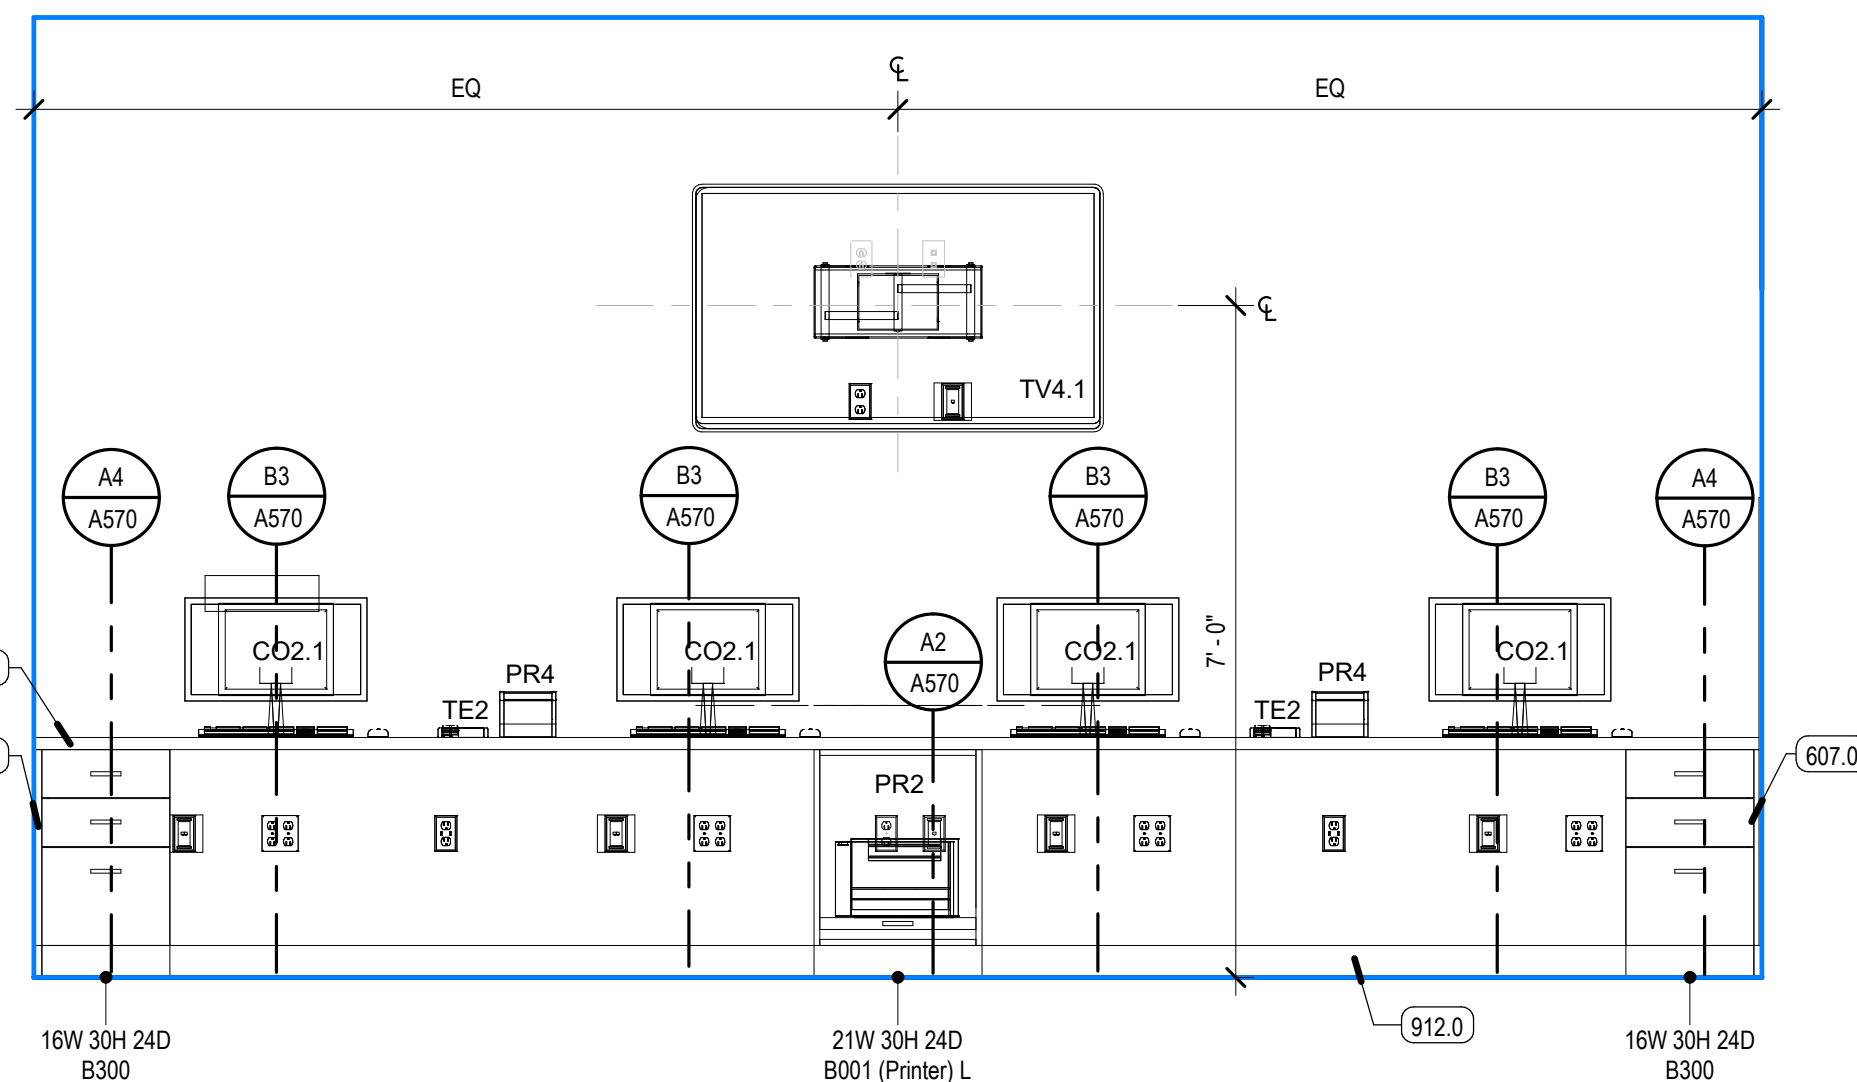 ℄
EQ
EQ
℄
TV4.1
A4
A570
B3
A570
B3
A570
B3
A570
B3
A570
A4
A570
A2
A570
7' - 0"
CO2.1
CO2.1
CO2.1
CO2.1
PR4
PR4
TE2
TE2
PR2
607.0
912.0
16W 30H 24D
B300
21W 30H 24D
B001 (Printer) L
16W 30H 24D
B300